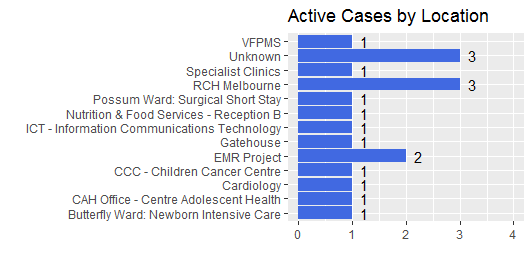 Active Cases by Location
VFPMS 1
Unknown 3
Specialist Clinics 1
RCH Melbourne 3
Possum Ward: Surgical Short Stay 1
Nutrition & Food Services - Reception B 1
ICT - Information Communications Technology 1
Gatehouse 1
EMR Project 2
CCC - Children Cancer Centre 1
Cardiology 1
CAH Office - Centre Adolescent Health 1
Butterfly Ward: Newborn Intensive Care 1
0 1 2 3 4